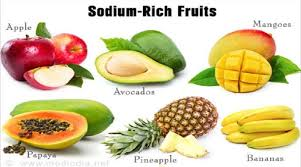 Sodium-Rich Fruits
Apple
Avocados
Mangoes
Papaya
Pineapple
Bananas